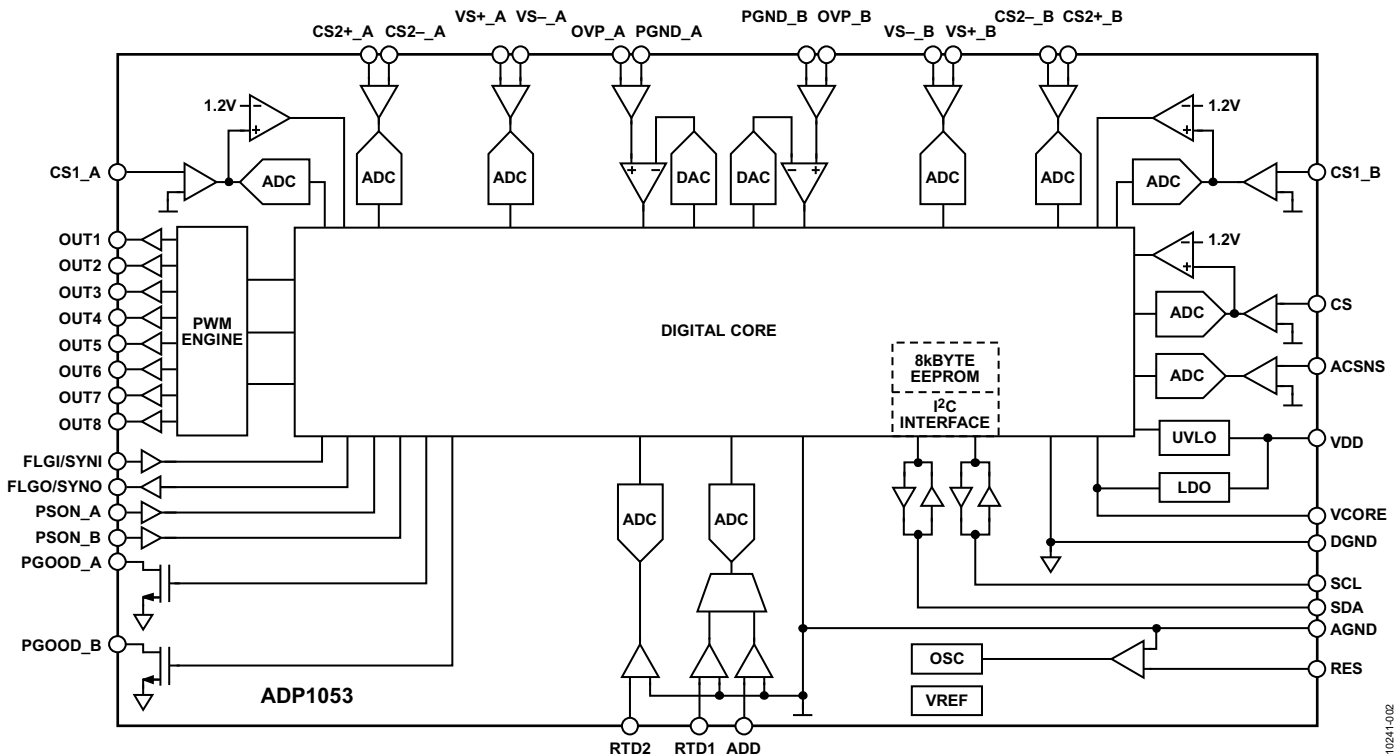 VS+_A VS–_A
PGND_B OVP_B
CS2–_B CS2+_B
CS2+_A CS2–_A
OVP_A PGND_A
VS–_B VS+_B
1.2V
–
+
1.2V
–
+
CS1_A
ADC
ADC
ADC
+ –
DAC
DAC
– +
ADC
ADC
ADC
CS1_B
OUT1
OUT2
OUT3
OUT4
OUT5
OUT6
OUT7
OUT8
PWM
ENGINE
DIGITAL CORE
8kBYTE
EEPROM
I2C
INTERFACE
1.2V
–
+
ADC
CS
ADC
ACSNS
UVLO
VDD
LDO
VCORE
DGND
FLGI/SYNI
FLGO/SYNO
PSON_A
PSON_B
PGOOD_A
PGOOD_B
ADC
ADC
SCL
SDA
AGND
RES
OSC
VREF
ADP1053
RTD2 RTD1 ADD
10241-002